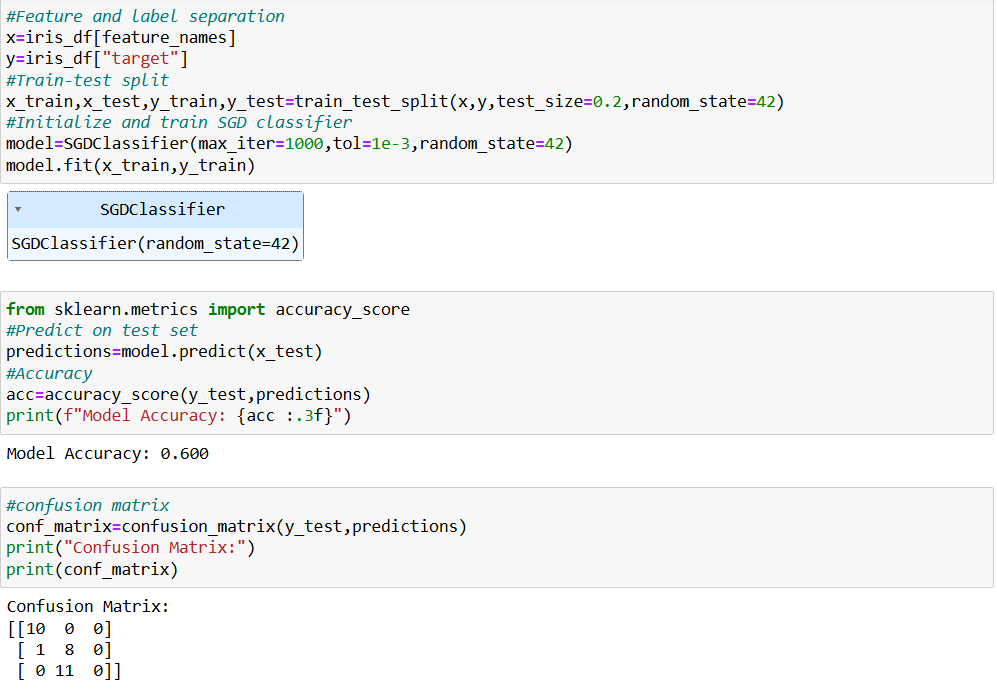 #Feature and label separation
x=iris_df[feature_names]
y=iris_df["target"]
#Train-test split
x_train,x_test,y_train,y_test=train_test_split(x,y,test_size=0.2,random_state=42)
#Initialize and train SGD classifier
model=SGDClassifier(max_iter=1000,tol=1e-3,random_state=42)
model.fit(x_train,y_train)
SGDClassifier
SGDClassifier(random_state=42)
from sklearn.metrics import accuracy_score
#Predict on test set
predictions=model.predict(x_test)
#Accuracy
acc=accuracy_score(y_test,predictions)
print(f"Model Accuracy: {acc :.3f}")
Model Accuracy: 0.600
#confusion matrix
conf_matrix=confusion_matrix(y_test,predictions)
print("Confusion Matrix:")
print(conf_matrix)
Confusion Matrix:
[[10  0  0]
 [ 1  8  0]
 [ 0 11  0]]